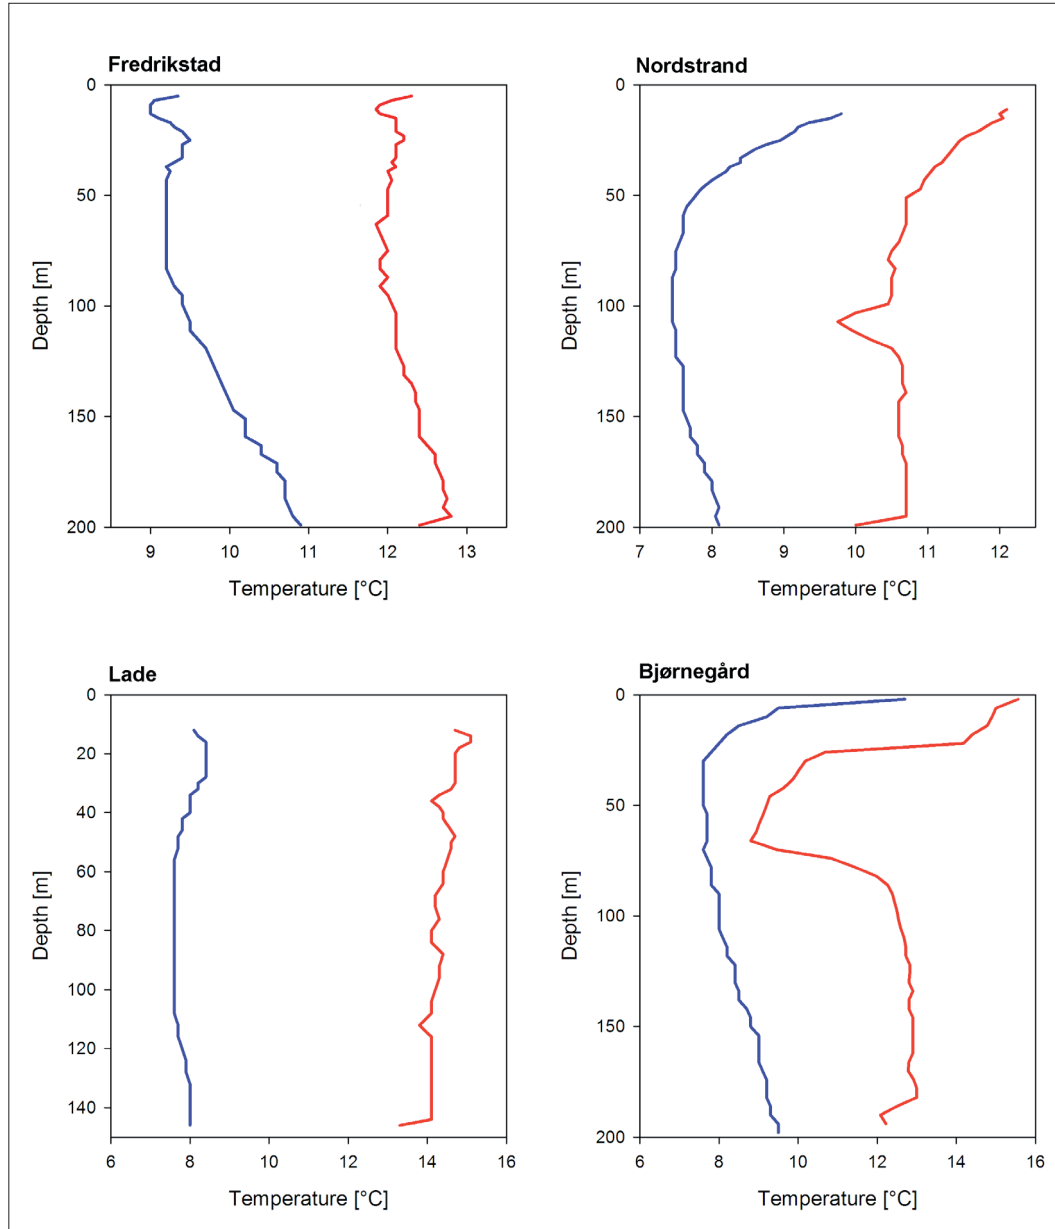 Fredrikstad
0
50
100
150
200
Depth [m]
9 10 11 12 13
Temperature [°C]
Nordstrand
0
50
100
150
200
Depth [m]
7 8 9 10 11 12
Temperature [°C]
Lade
0
20
40
60
80
100
120
140
Depth [m]
6 8 10 12 14 16
Temperature [°C]
Bjørnegård
0
50
100
150
200
Depth [m]
6 8 10 12 14 16
Temperature [°C]